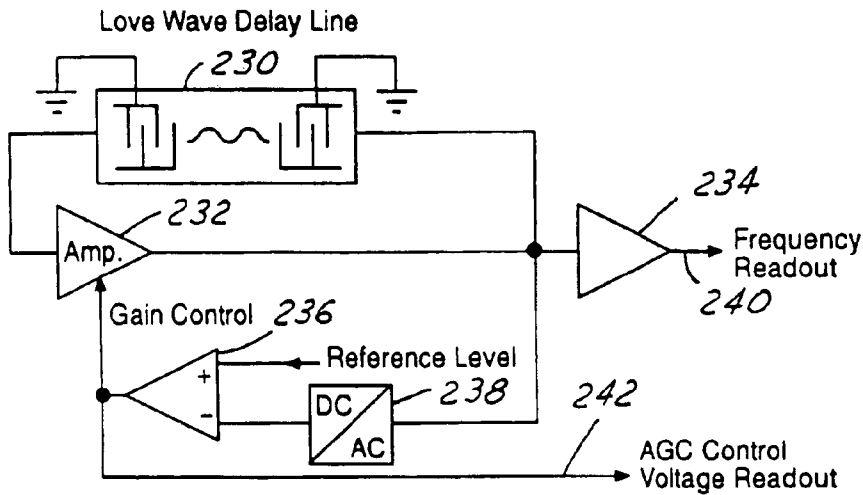 Love Wave Delay Line
230
232
Amp.
234
Frequency
Readout
240
Gain Control
236
+
Reference Level
−
DC
AC
238
242
AGC Control
Voltage Readout